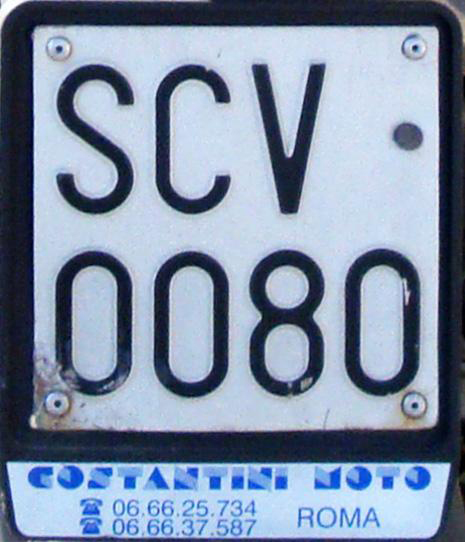 SCV
0080
COSTANTINI MOTO
☎ 06.66.25.734
☎ 06.66.37.587 ROMA